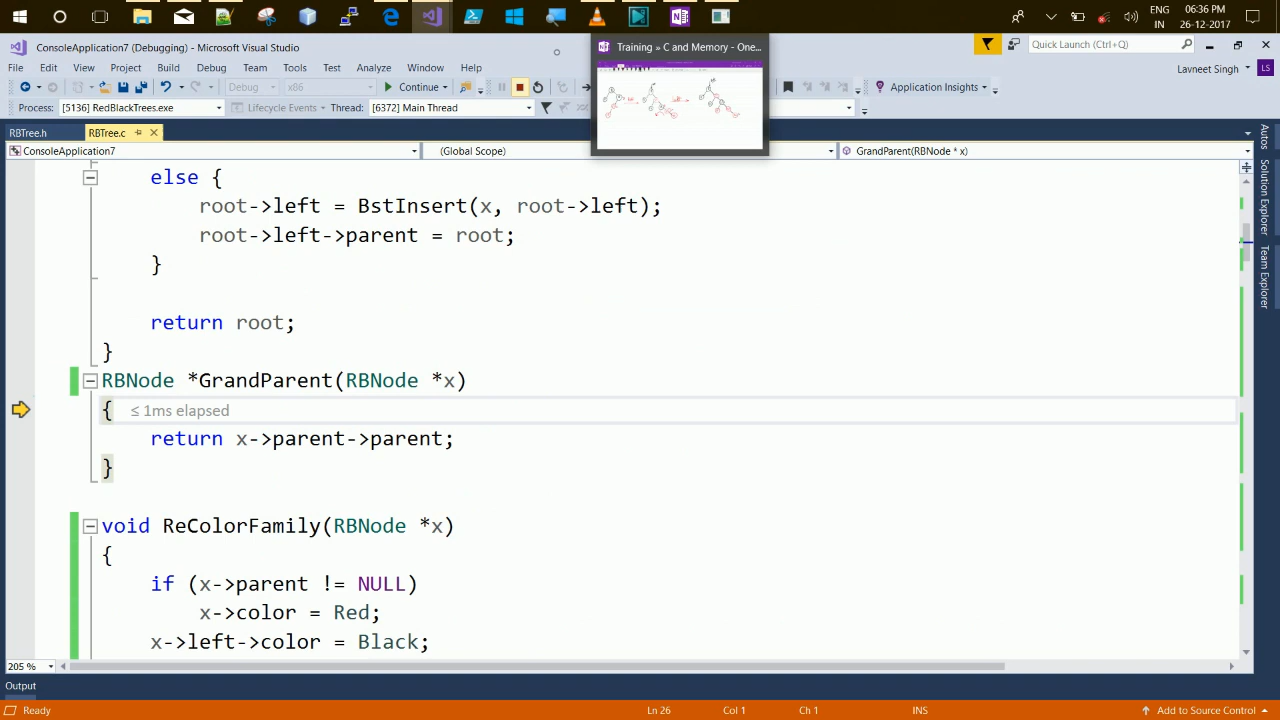 ENG
IN
06:36 PM
26-12-2017
ConsoleApplication7 (Debugging) - Microsoft Visual Studio
Training » C and Memory - One...
Quick Launch (Ctrl+Q)
File Edit View Project Build Debug Team Tools Test Analyze Window Help
Lavneet Singh
LS
Debug x86 Continue Application Insights
Process: [5136] RedBlackTrees.exe Lifecycle Events Thread: [6372] Main Thread
RBTree.h RBTree.c
ConsoleApplication7 (Global Scope) GrandParent(RBNode * x)
else {
root->left = BstInsert(x, root->left);
root->left->parent = root;
}
return root;
}
RBNode *GrandParent(RBNode *x)
{ ≤ 1ms elapsed
return x->parent->parent;
}
void ReColorFamily(RBNode *x)
{
if (x->parent != NULL)
x->color = Red;
x->left->color = Black;
Autos
Solution Explorer
Team Explorer
205 %
Output
Ready Ln 26 Col 1 Ch 1 INS Add to Source Control